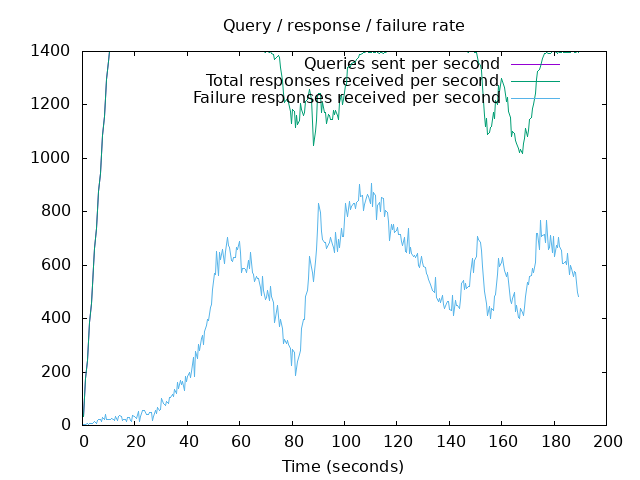 Query / response / failure rate
Queries sent per second
Total responses received per second
Failure responses received per second
1400
1200
1000
800
600
400
200
0
0 20 40 60 80 100 120 140 160 180 200
Time (seconds)